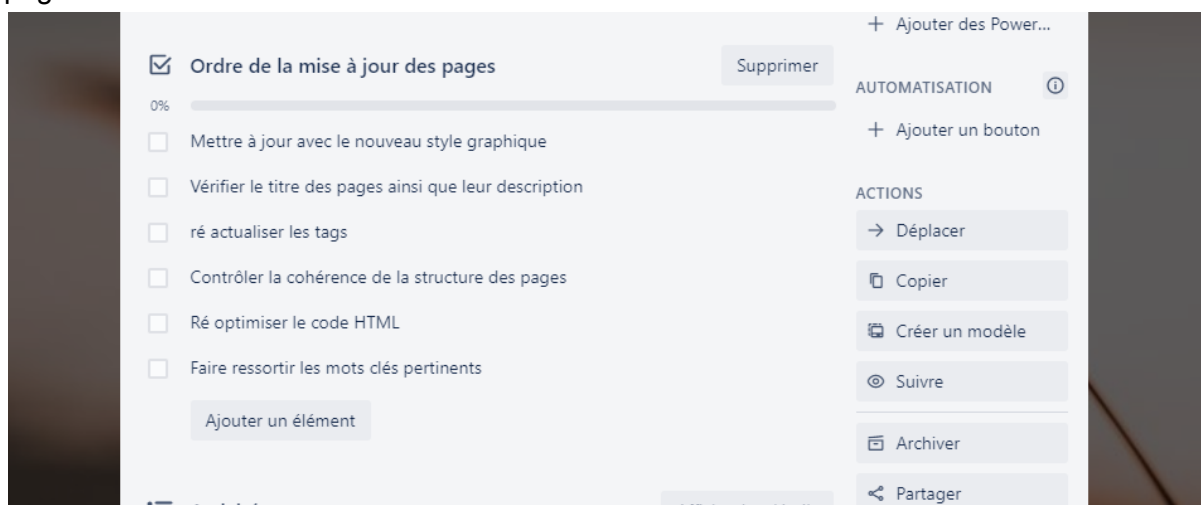 Ordre de la mise à jour des pages
Supprimer
0%
Mettre à jour avec le nouveau style graphique
Vérifier le titre des pages ainsi que leur description
ré actualiser les tags
Contrôler la cohérence de la structure des pages
Ré optimiser le code HTML
Faire ressortir les mots clés pertinents
Ajouter un élément
+ Ajouter des Power...
AUTOMATISATION
+ Ajouter un bouton
ACTIONS
→ Déplacer
Copier
Créer un modèle
Suivre
Archiver
Partager